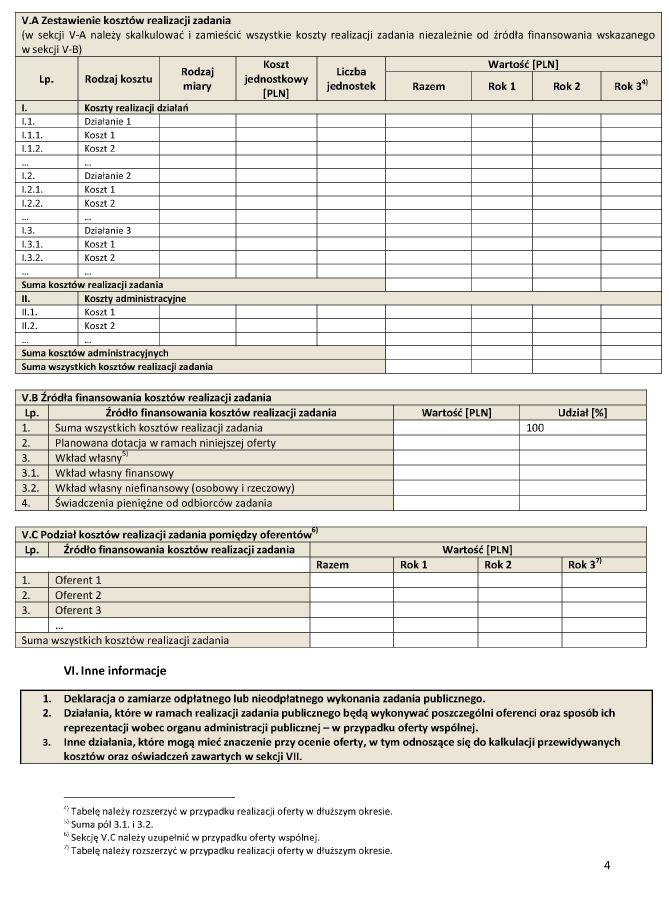 V.A Zestawienie kosztów realizacji zadania
(w sekcji V-A należy skalkulować i zamieścić wszystkie koszty realizacji zadania niezależnie od źródła finansowania wskazanego
w sekcji V-B)
Lp. Rodzaj kosztu Rodzaj miary Koszt jednostkowy [PLN] Liczba jednostek Wartość [PLN]
Razem Rok 1 Rok 2 Rok 3⁴⁾
I. Koszty realizacji działań
I.1. Działanie 1
I.1.1. Koszt 1
I.1.2. Koszt 2
... ...
I.2. Działanie 2
I.2.1. Koszt 1
I.2.2. Koszt 2
... ...
I.3. Działanie 3
I.3.1. Koszt 1
I.3.2. Koszt 2
... ...
Suma kosztów realizacji zadania
II. Koszty administracyjne
II.1. Koszt 1
II.2. Koszt 2
... ...
Suma kosztów administracyjnych
Suma wszystkich kosztów realizacji zadania
V.B Źródła finansowania kosztów realizacji zadania
Lp. Źródło finansowania kosztów realizacji zadania Wartość [PLN] Udział [%]
1. Suma wszystkich kosztów realizacji zadania 100
2. Planowana dotacja w ramach niniejszej oferty
3. Wkład własny⁵⁾
3.1. Wkład własny finansowy
3.2. Wkład własny niefinansowy (osobowy i rzeczowy)
4. Świadczenia pieniężne od odbiorców zadania
V.C Podział kosztów realizacji zadania pomiędzy oferentów⁶⁾
Lp. Źródło finansowania kosztów realizacji zadania Wartość [PLN]
Razem Rok 1 Rok 2 Rok 3⁷⁾
1. Oferent 1
2. Oferent 2
3. Oferent 3
...
Suma wszystkich kosztów realizacji zadania
VI. Inne informacje
1. Deklaracja o zamiarze odpłatnego lub nieodpłatnego wykonania zadania publicznego.
2. Działania, które w ramach realizacji zadania publicznego będą wykonywać poszczególni oferenci oraz sposób ich
reprezentacji wobec organu administracji publicznej – w przypadku oferty wspólnej.
3. Inne działania, które mogą mieć znaczenie przy ocenie oferty, w tym odnoszące się do kalkulacji przewidywanych
kosztów oraz oświadczeń zawartych w sekcji VII.
⁴⁾ Tabelę należy rozszerzyć w przypadku realizacji oferty w dłuższym okresie.
⁵⁾ Suma pól 3.1. i 3.2.
⁶⁾ Sekcję V.C należy uzupełnić w przypadku oferty wspólnej.
⁷⁾ Tabelę należy rozszerzyć w przypadku realizacji oferty w dłuższym okresie.
4